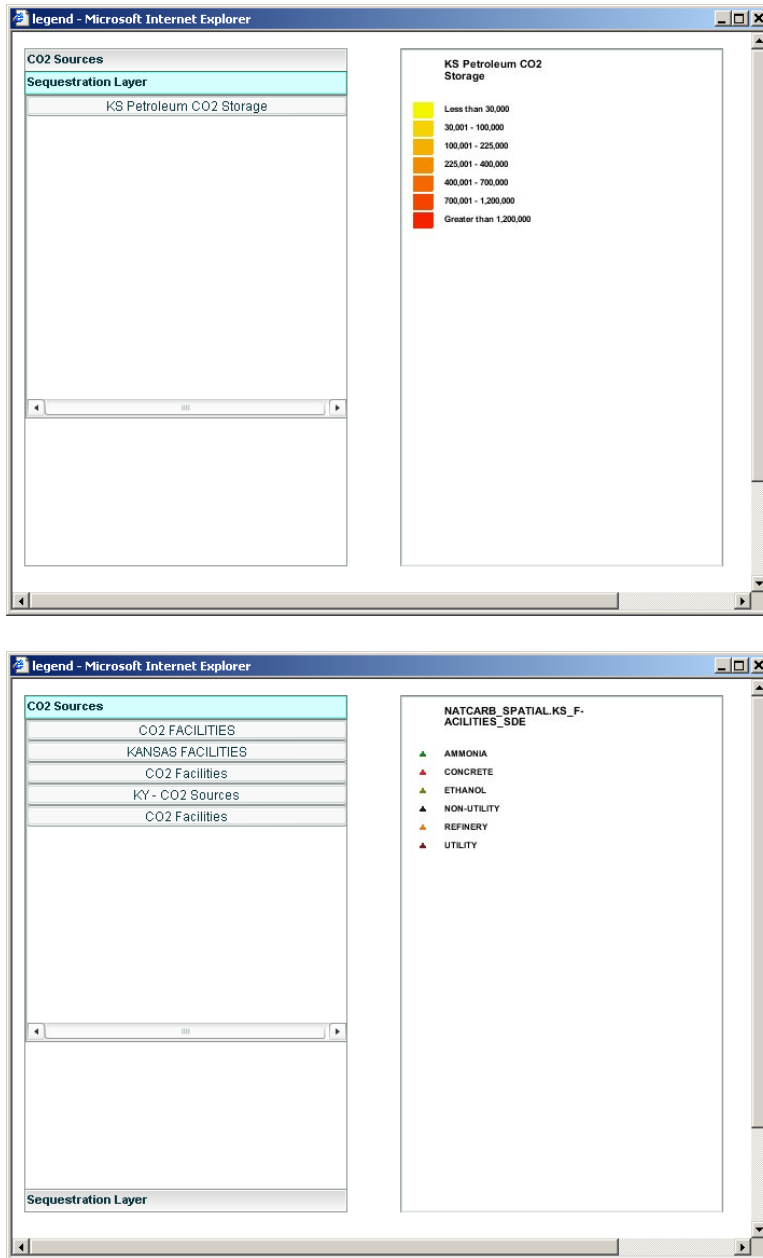 legend - Microsoft Internet Explorer
CO2 Sources
Sequestration Layer
KS Petroleum CO2 Storage
KS Petroleum CO2
Storage
Less than 30,000
30,001 - 100,000
100,001 - 225,000
225,001 - 400,000
400,001 - 700,000
700,001 - 1,200,000
Greater than 1,200,000
legend - Microsoft Internet Explorer
CO2 Sources
CO2 FACILITIES
KANSAS FACILITIES
CO2 Facilities
KY - CO2 Sources
CO2 Facilities
Sequestration Layer
NATCARB_SPATIAL.KS_F-
ACILITIES_SDE
AMMONIA
CONCRETE
ETHANOL
NON-UTILITY
REFINERY
UTILITY